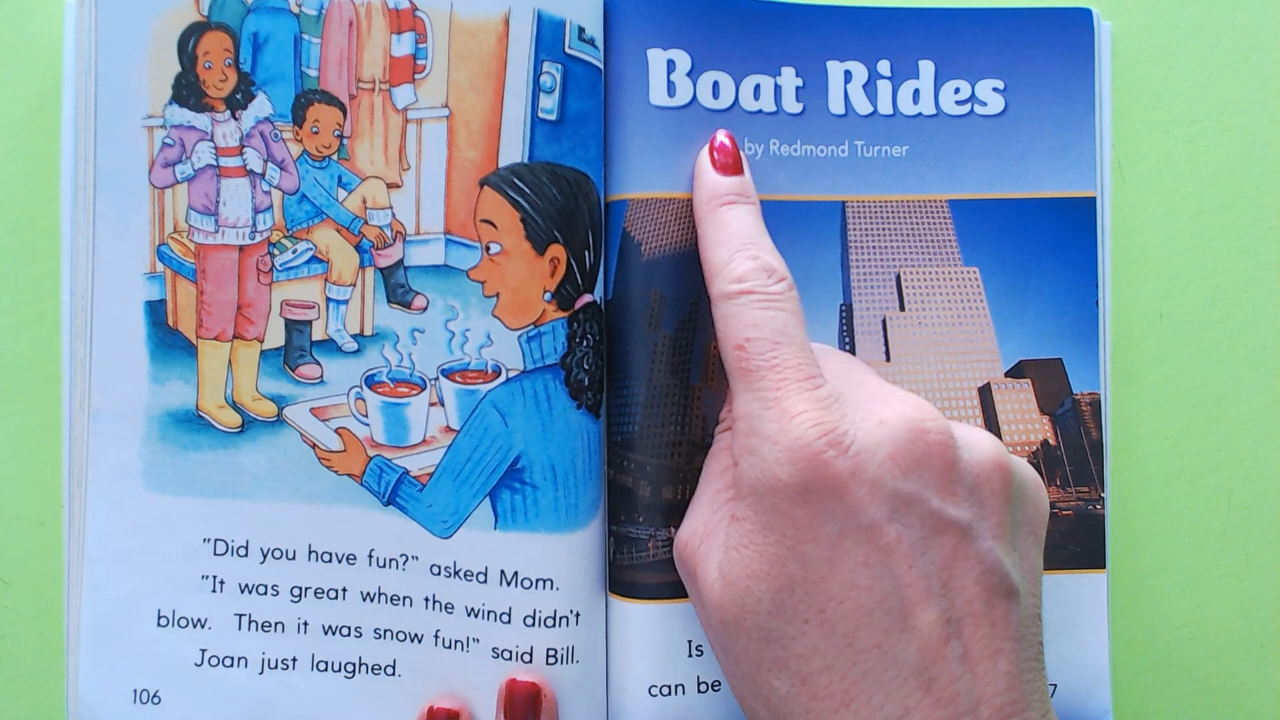 "Did you have fun?" asked Mom.
"It was great when the wind didn't
blow. Then it was snow fun!" said Bill.
Joan just laughed.
106
Boat Rides
by Redmond Turner
Is
can be
7